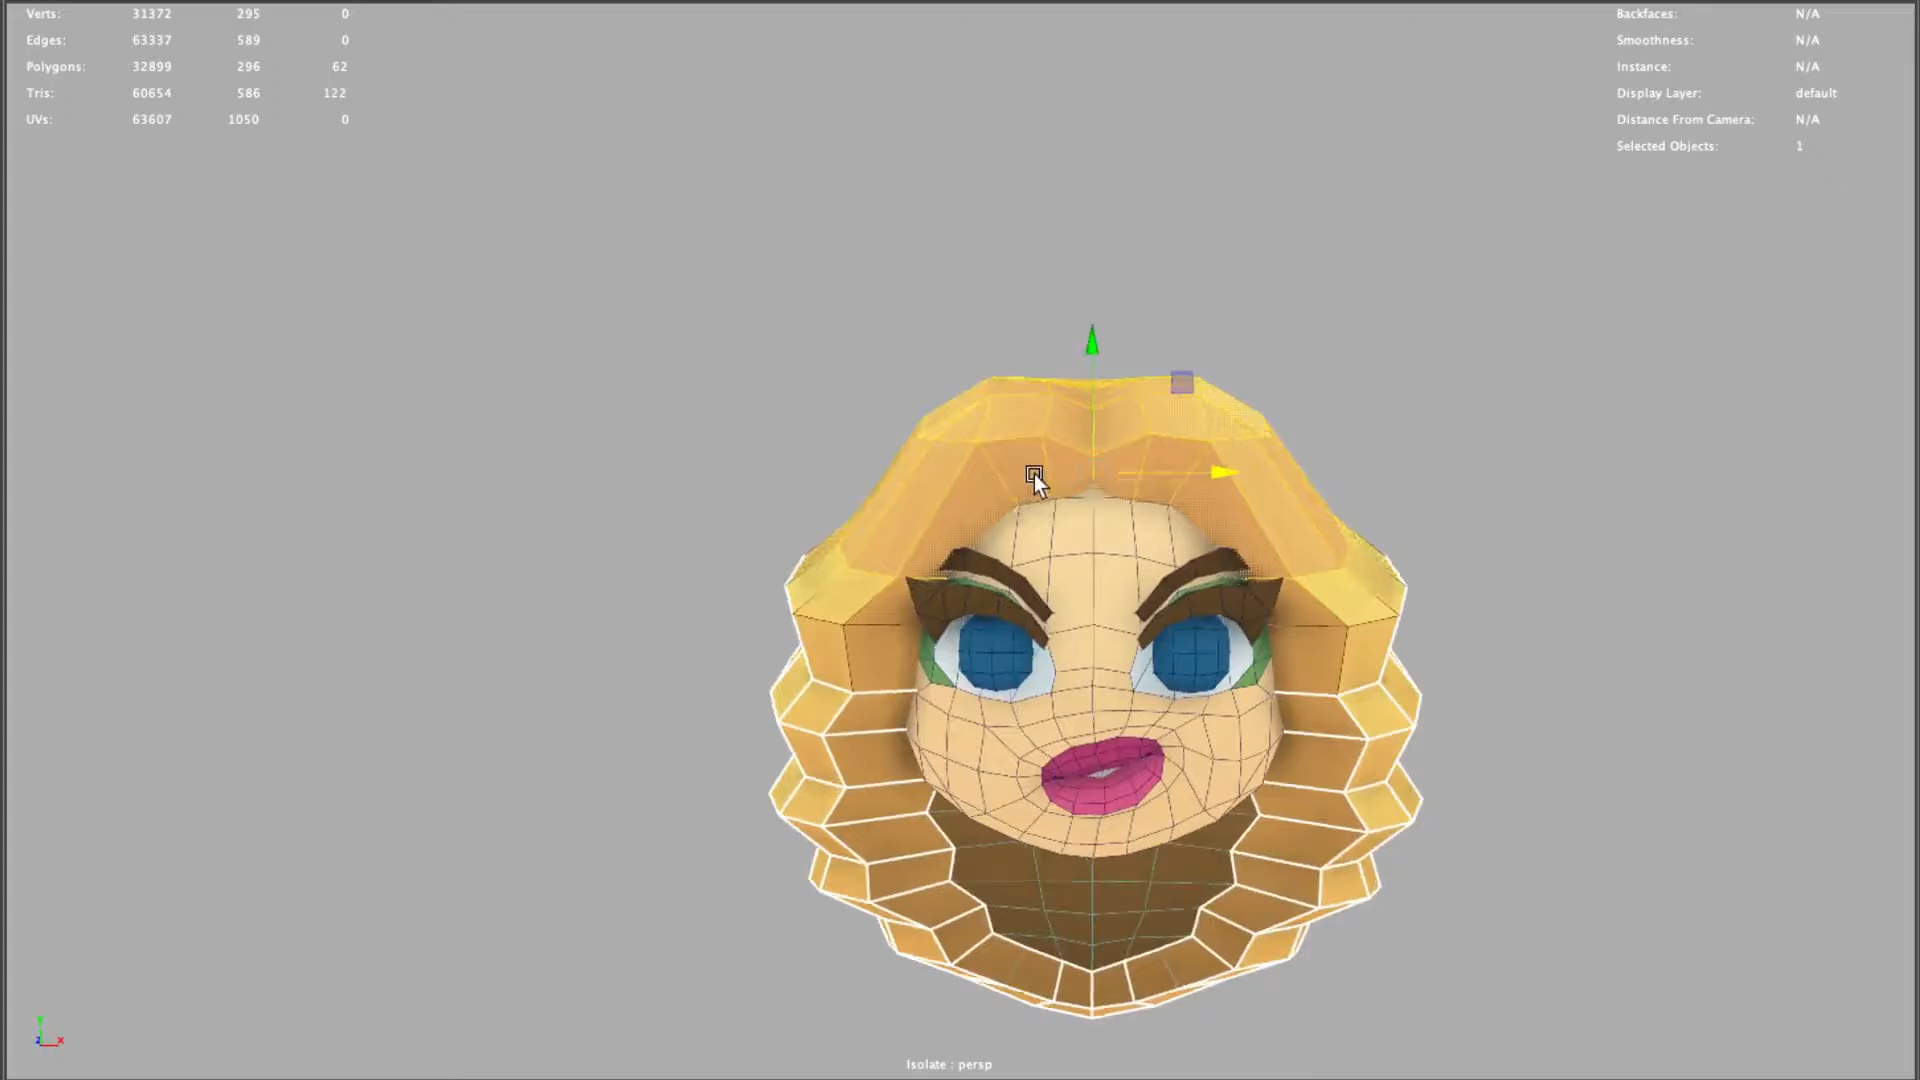 Verts: 31372 295 0
Edges: 63337 589 0
Polygons: 32899 296 62
Tris: 60654 586 122
UVs: 63607 1050 0
Backfaces: N/A
Smoothness: N/A
Instance: N/A
Display Layer: default
Distance From Camera: N/A
Selected Objects: 1
Y
Z X
Isolate : persp